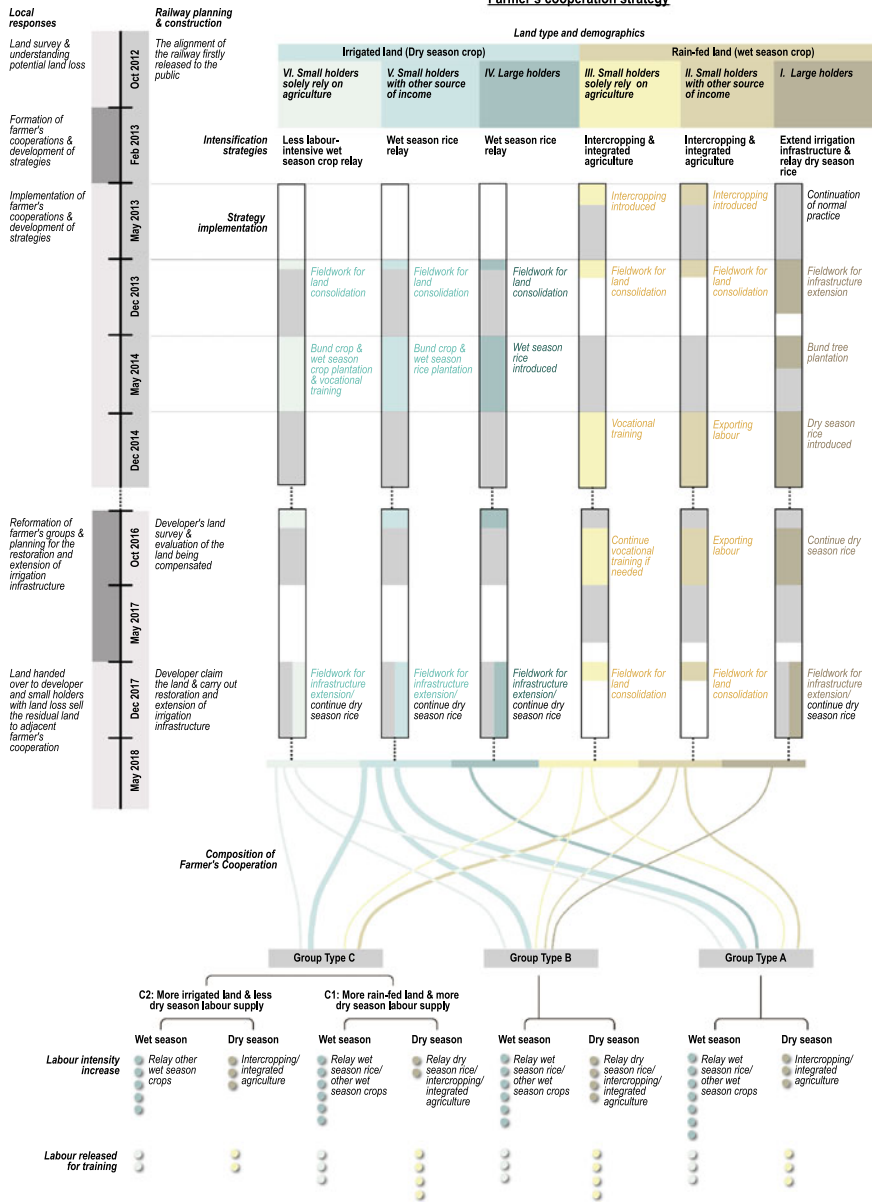 Farmer's cooperation strategy
Local
responses
Railway planning
& construction
Land survey &
understanding
potential land loss
Oct 2012
The alignment of
the railway firstly
released to the
public
Land type and demographics
Irrigated land (Dry season crop)
Rain-fed land (wet season crop)
VI. Small holders
solely rely on
agriculture
V. Small holders
with other source
of income
IV. Large holders
III. Small holders
solely rely on
agriculture
II. Small holders
with other source
of income
I. Large holders
Formation of
farmer's
cooperations &
development of
strategies
Feb 2013
Intensification
strategies
Less labour-
intensive wet
season crop relay
Wet season rice
relay
Wet season rice
relay
Intercropping &
integrated
agriculture
Intercropping &
integrated
agriculture
Extend irrigation
infrastructure &
relay dry season
rice
Implementation of
farmer's
cooperations &
development of
strategies
May 2013
Strategy
implementation
Intercropping
introduced
Intercropping
introduced
Continuation
of normal
practice
Dec 2013
Fieldwork for
land
consolidation
Fieldwork for
land
consolidation
Fieldwork for
land
consolidation
Fieldwork for
land
consolidation
Fieldwork for
land
consolidation
Fieldwork for
infrastructure
extension
May 2014
Bund crop &
wet season
crop plantation
& vocational
training
Bund crop &
wet season
rice plantation
Wet season
rice
introduced
Bund tree
plantation
Dec 2014
Vocational
training
Exporting
labour
Dry season
rice
introduced
Reformation of
farmer's groups &
planning for the
restoration and
extension of
irrigation
infrastructure
Oct 2016
Developer's land
survey &
evaluation of the
land being
compensated
Continue
vocational
training if
needed
Exporting
labour
Continue dry
season rice
May 2017
Land handed
over to developer
and small holders
with land loss sell
the residual land
to adjacent
farmer's
cooperation
Dec 2017
Developer claim
the land & carry out
restoration and
extension of
irrigation
infrastructure
Fieldwork for
infrastructure
extension/
continue dry
season rice
Fieldwork for
infrastructure
extension/
continue dry
season rice
Fieldwork for
infrastructure
extension/
continue dry
season rice
Fieldwork for
land
consolidation
Fieldwork for
land
consolidation
Fieldwork for
infrastructure
extension/
continue dry
season rice
May 2018
Composition of
Farmer's Cooperation
Group Type C
Group Type B
Group Type A
C2: More irrigated land & less
dry season labour supply
C1: More rain-fed land & more
dry season labour supply
Wet season
Dry season
Wet season
Dry season
Wet season
Dry season
Wet season
Dry season
Labour intensity
increase
Relay other
wet season
crops
Intercropping/
integrated
agriculture
Relay wet
season rice/
other wet
season crops
Relay dry
season rice/
intercropping/
integrated
agriculture
Relay wet
season rice/
other wet
season crops
Relay dry
season rice/
intercropping/
integrated
agriculture
Relay wet
season rice/
other wet
season crops
Intercropping/
integrated
agriculture
Labour released
for training